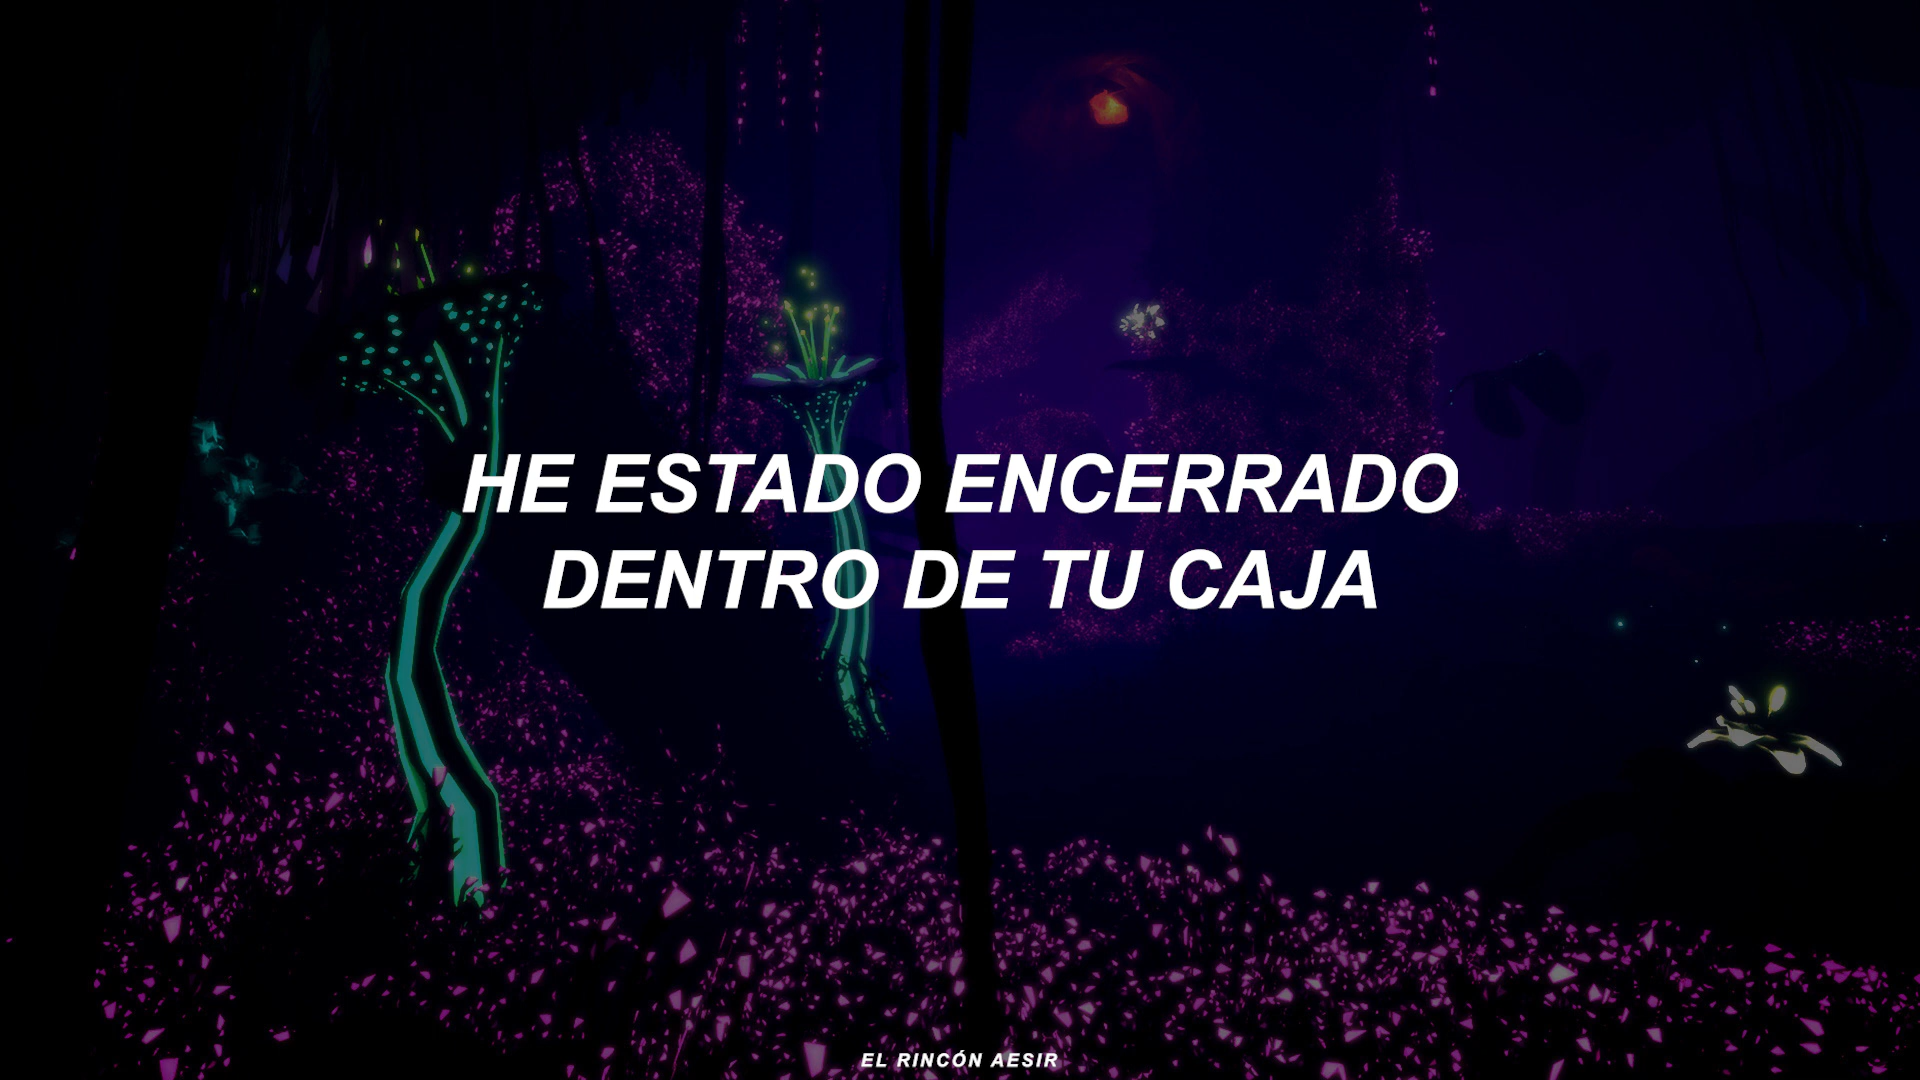 HE ESTADO ENCERRADO
DENTRO DE TU CAJA
EL RINCÓN AESIR